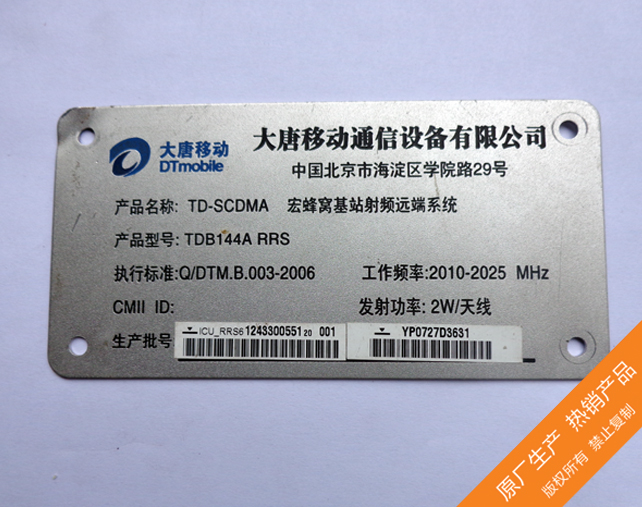 大唐移动
DTmobile
大唐移动通信设备有限公司
中国北京市海淀区学院路29号
产品名称: TD-SCDMA 宏蜂窝基站射频远端系统
产品型号: TDB144A RRS
执行标准:Q/DTM.B.003-2006 工作频率:2010-2025 MHz
CMII ID: 发射功率: 2W/天线
生产批号 ICU_RRS6124330055120 001 YP0727D3631
原厂生产 热销产品
版权所有 禁止复制